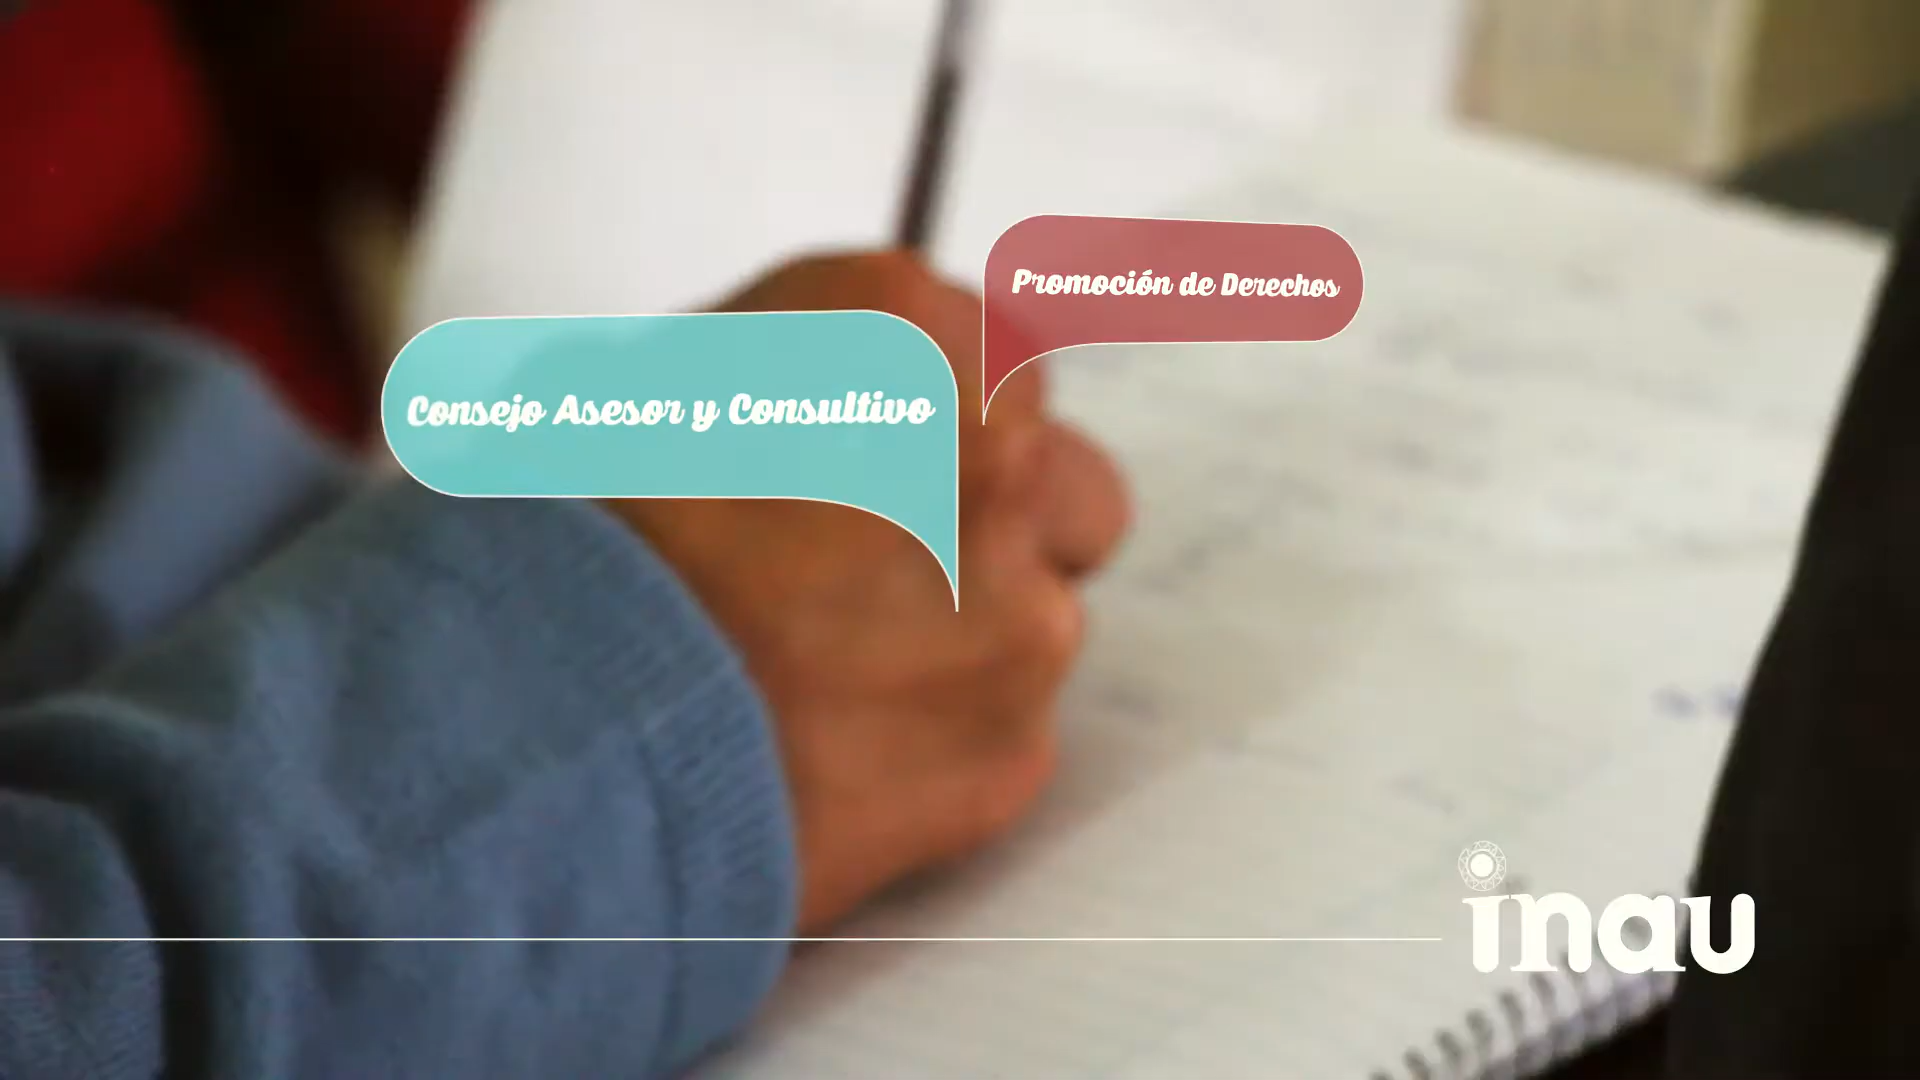 Promoción de Derechos
Consejo Asesor y Consultivo
inau